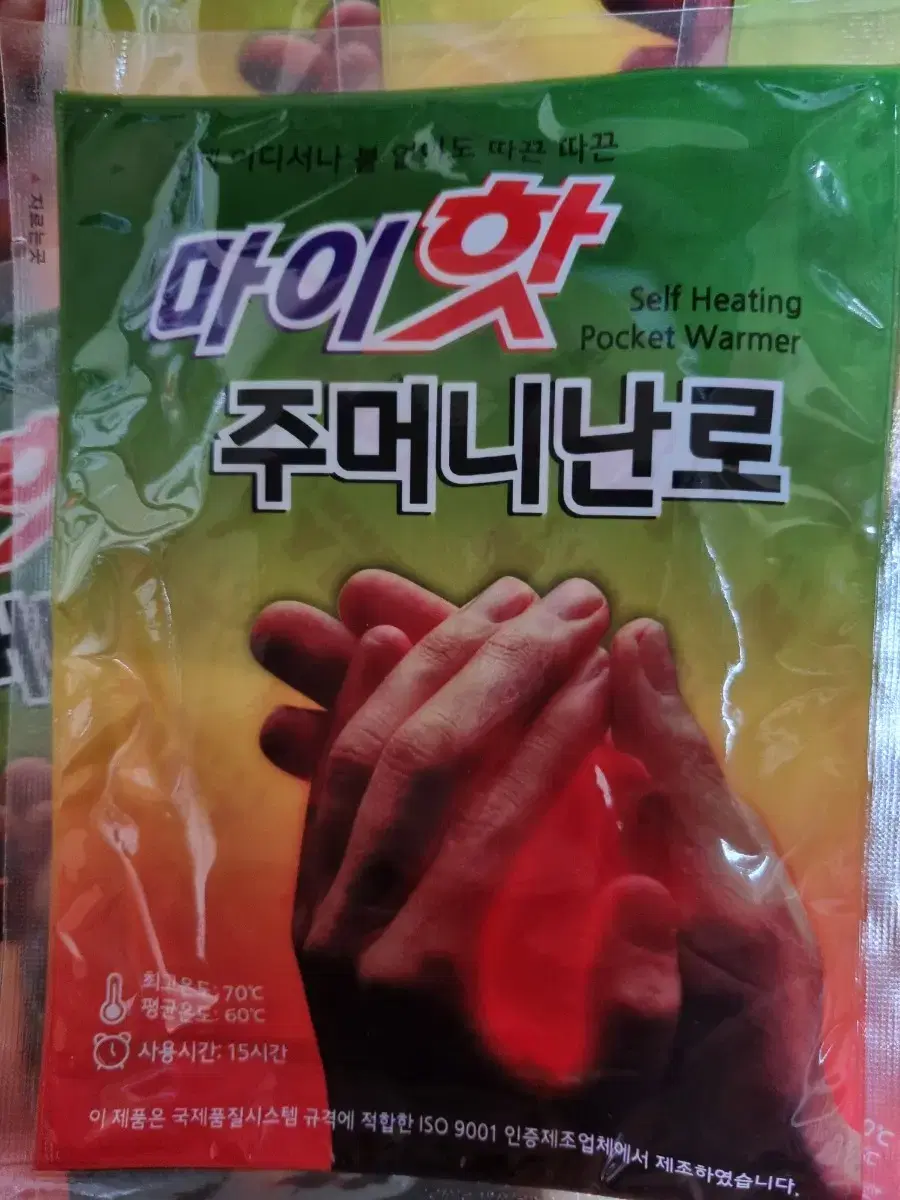 어디서나 불 없이도 따끈 따끈
마이핫
Self Heating
Pocket Warmer
주머니난로
자르는곳
최고온도: 70℃
평균온도: 60℃
사용시간: 15시간
이 제품은 국제품질시스템 규격에 적합한 ISO 9001 인증제조업체에서 제조하였습니다.